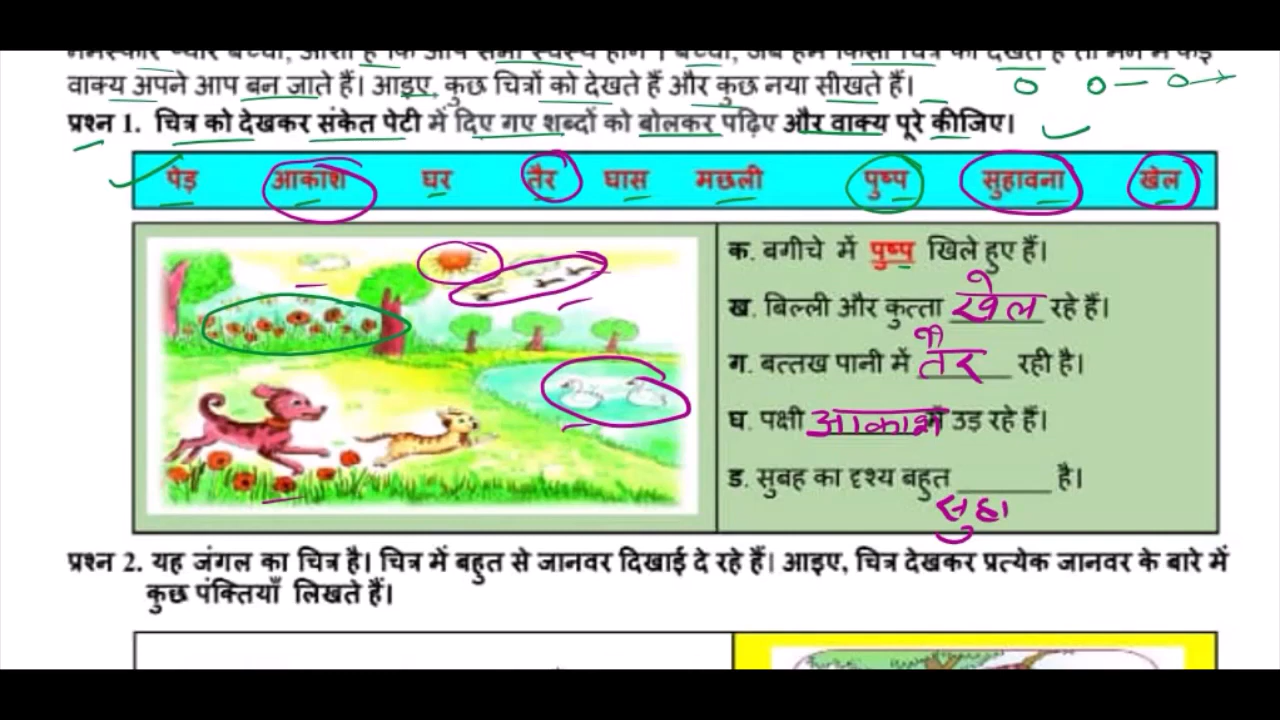 वाक्य अपने आप बन जाते हैं। आइए, कुछ चित्रों को देखते हैं और कुछ नया सीखते हैं।
प्रश्न 1. चित्र को देखकर संकेत पेटी में दिए गए शब्दों को बोलकर पढ़िए और वाक्य पूरे कीजिए।
पेड़ आकाश घर तैर घास मछली पुष्प सुहावना खेल
क. बगीचे में पुष्प खिले हुए हैं।
ख. बिल्ली और कुत्ता खेल रहे हैं।
ग. बत्तख पानी में तैर रही है।
घ. पक्षी आकाश में उड़ रहे हैं।
ड. सुबह का दृश्य बहुत ______ है।
सुहा
प्रश्न 2. यह जंगल का चित्र है। चित्र में बहुत से जानवर दिखाई दे रहे हैं। आइए, चित्र देखकर प्रत्येक जानवर के बारे में
कुछ पंक्तियाँ लिखते हैं।